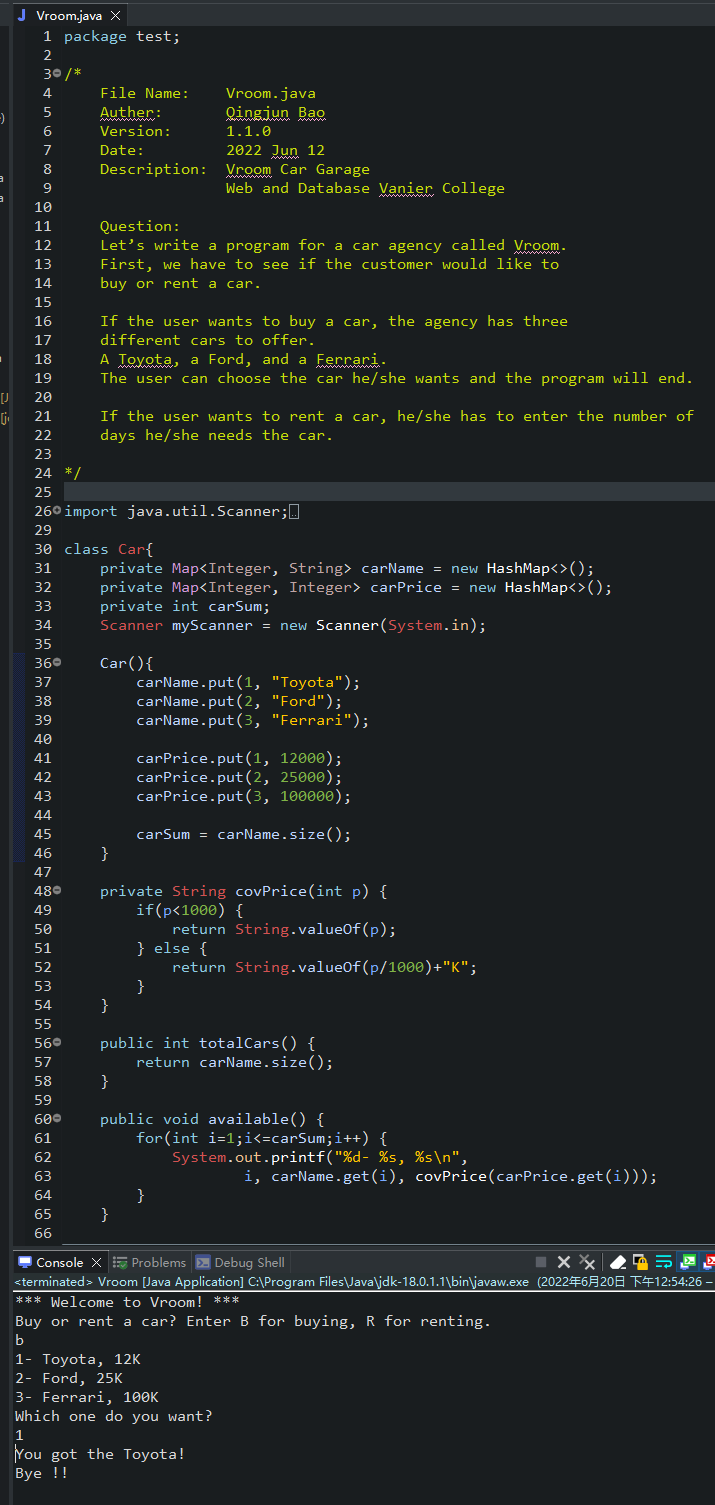 Vroom.java
1 package test;
2
3 /*
4 File Name: Vroom.java
5 Auther: Qingjun Bao
6 Version: 1.1.0
7 Date: 2022 Jun 12
8 Description: Vroom Car Garage
9 Web and Database Vanier College
10
11 Question:
12 Let’s write a program for a car agency called Vroom.
13 First, we have to see if the customer would like to
14 buy or rent a car.
15
16 If the user wants to buy a car, the agency has three
17 different cars to offer.
18 A Toyota, a Ford, and a Ferrari.
19 The user can choose the car he/she wants and the program will end.
20
21 If the user wants to rent a car, he/she has to enter the number of
22 days he/she needs the car.
23
24 */
25
26 import java.util.Scanner;
29
30 class Car{
31 private Map<Integer, String> carName = new HashMap<>();
32 private Map<Integer, Integer> carPrice = new HashMap<>();
33 private int carSum;
34 Scanner myScanner = new Scanner(System.in);
35
36 Car(){
37 carName.put(1, "Toyota");
38 carName.put(2, "Ford");
39 carName.put(3, "Ferrari");
40
41 carPrice.put(1, 12000);
42 carPrice.put(2, 25000);
43 carPrice.put(3, 100000);
44
45 carSum = carName.size();
46 }
47
48 private String covPrice(int p) {
49 if(p<1000) {
50 return String.valueOf(p);
51 } else {
52 return String.valueOf(p/1000)+"K";
53 }
54 }
55
56 public int totalCars() {
57 return carName.size();
58 }
59
60 public void available() {
61 for(int i=1;i<=carSum;i++) {
62 System.out.printf("%d- %s, %s\n",
63 i, carName.get(i), covPrice(carPrice.get(i)));
64 }
65 }
66
Console Problems Debug Shell
<terminated> Vroom [Java Application] C:\Program Files\Java\jdk-18.0.1.1\bin\javaw.exe (2022年6月20日 下午12:54:26 –
*** Welcome to Vroom! ***
Buy or rent a car? Enter B for buying, R for renting.
b
1- Toyota, 12K
2- Ford, 25K
3- Ferrari, 100K
Which one do you want?
1
You got the Toyota!
Bye !!